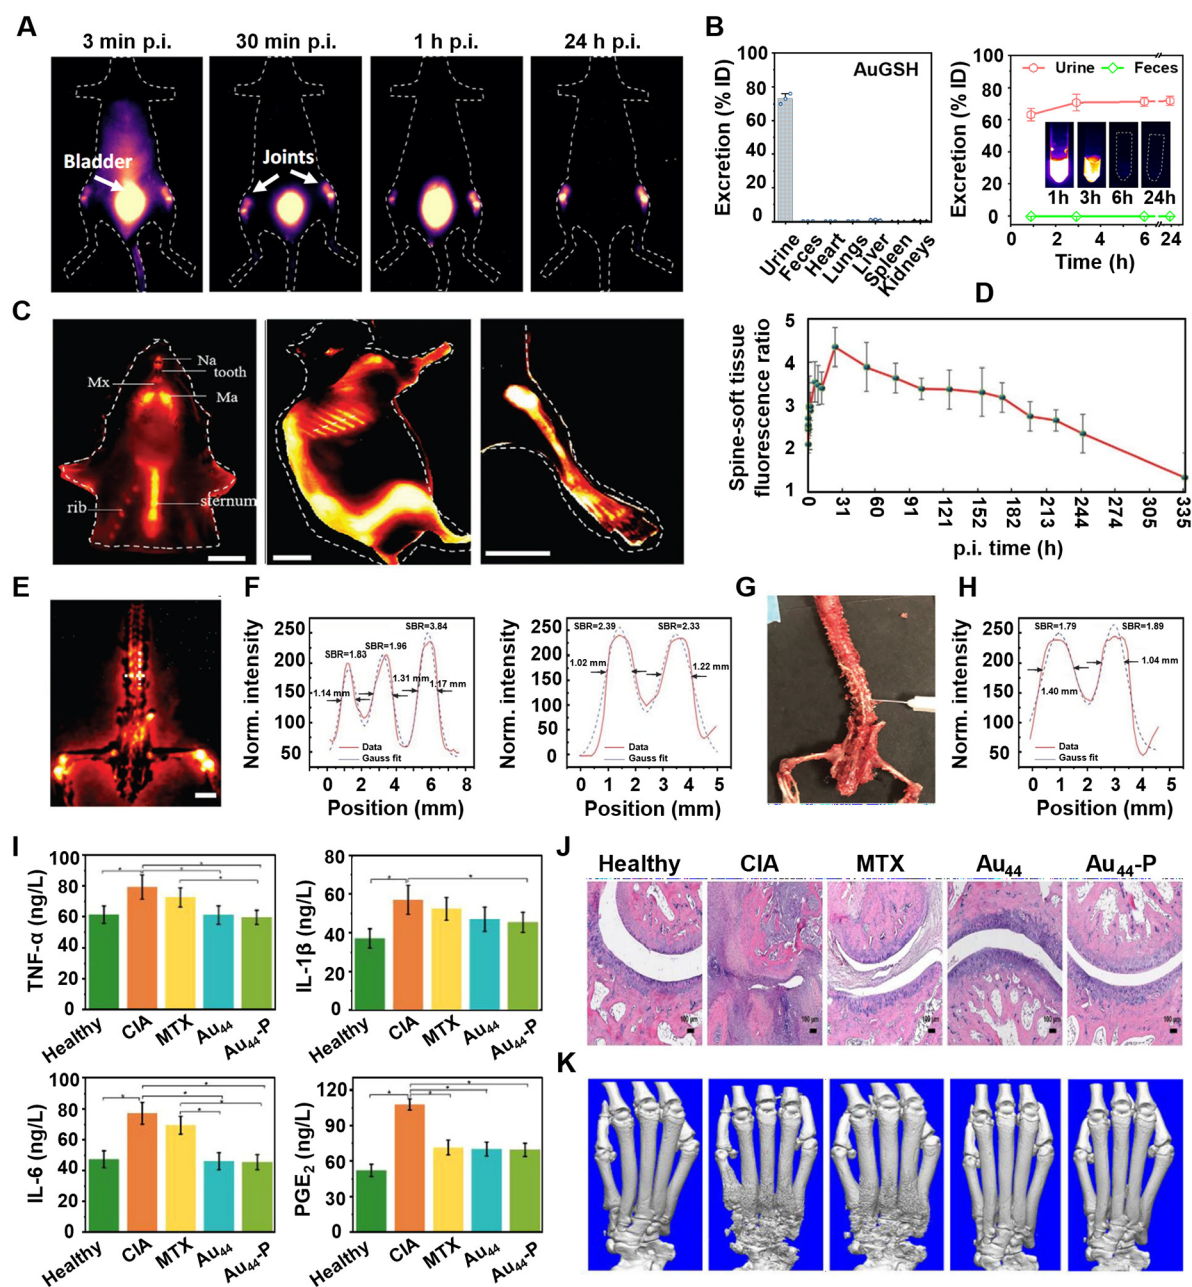 A
3 min p.i.
30 min p.i.
1 h p.i.
24 h p.i.
Bladder
Joints
B
Excretion (% ID)
100
80
60
40
20
0
AuGSH
Urine
Feces
Heart
Lungs
Liver
Spleen
Kidneys
Excretion (% ID)
100
80
60
40
20
0
Urine
Feces
1h
3h
6h
24h
0
2
4
6
24
Time (h)
C
Na
tooth
Mx
Ma
rib
sternum
D
Spine-soft tissue
fluorescence ratio
5
4
3
2
1
0
31
60
91
121
152
182
213
244
274
305
335
p.i. time (h)
E
F
Norm. intensity
250
200
150
100
50
SBR=1.83
SBR=1.96
SBR=3.84
1.14 mm
1.31 mm
1.17 mm
Data
Gauss fit
0
2
4
6
8
Position (mm)
Norm. intensity
250
200
150
100
50
0
SBR=2.39
SBR=2.33
1.02 mm
1.22 mm
Data
Gauss fit
0
1
2
3
4
5
Position (mm)
G
H
Norm. intensity
250
200
150
100
50
SBR=1.79
SBR=1.89
1.04 mm
1.40 mm
Data
Gauss fit
0
1
2
3
4
5
Position (mm)
I
TNF-α (ng/L)
100
80
60
40
20
0
* * *
*
Healthy
CIA
MTX
Au₄₄
Au₄₄-P
IL-1β (ng/L)
80
60
40
20
0
* *
Healthy
CIA
MTX
Au₄₄
Au₄₄-P
IL-6 (ng/L)
100
80
60
40
20
0
* * *
* *
Healthy
CIA
MTX
Au₄₄
Au₄₄-P
PGE₂ (ng/L)
120
90
60
30
0
* * * *
Healthy
CIA
MTX
Au₄₄
Au₄₄-P
J
Healthy
CIA
MTX
Au₄₄
Au₄₄-P
100 µm
100 µm
100 µm
100 µm
100 µm
K